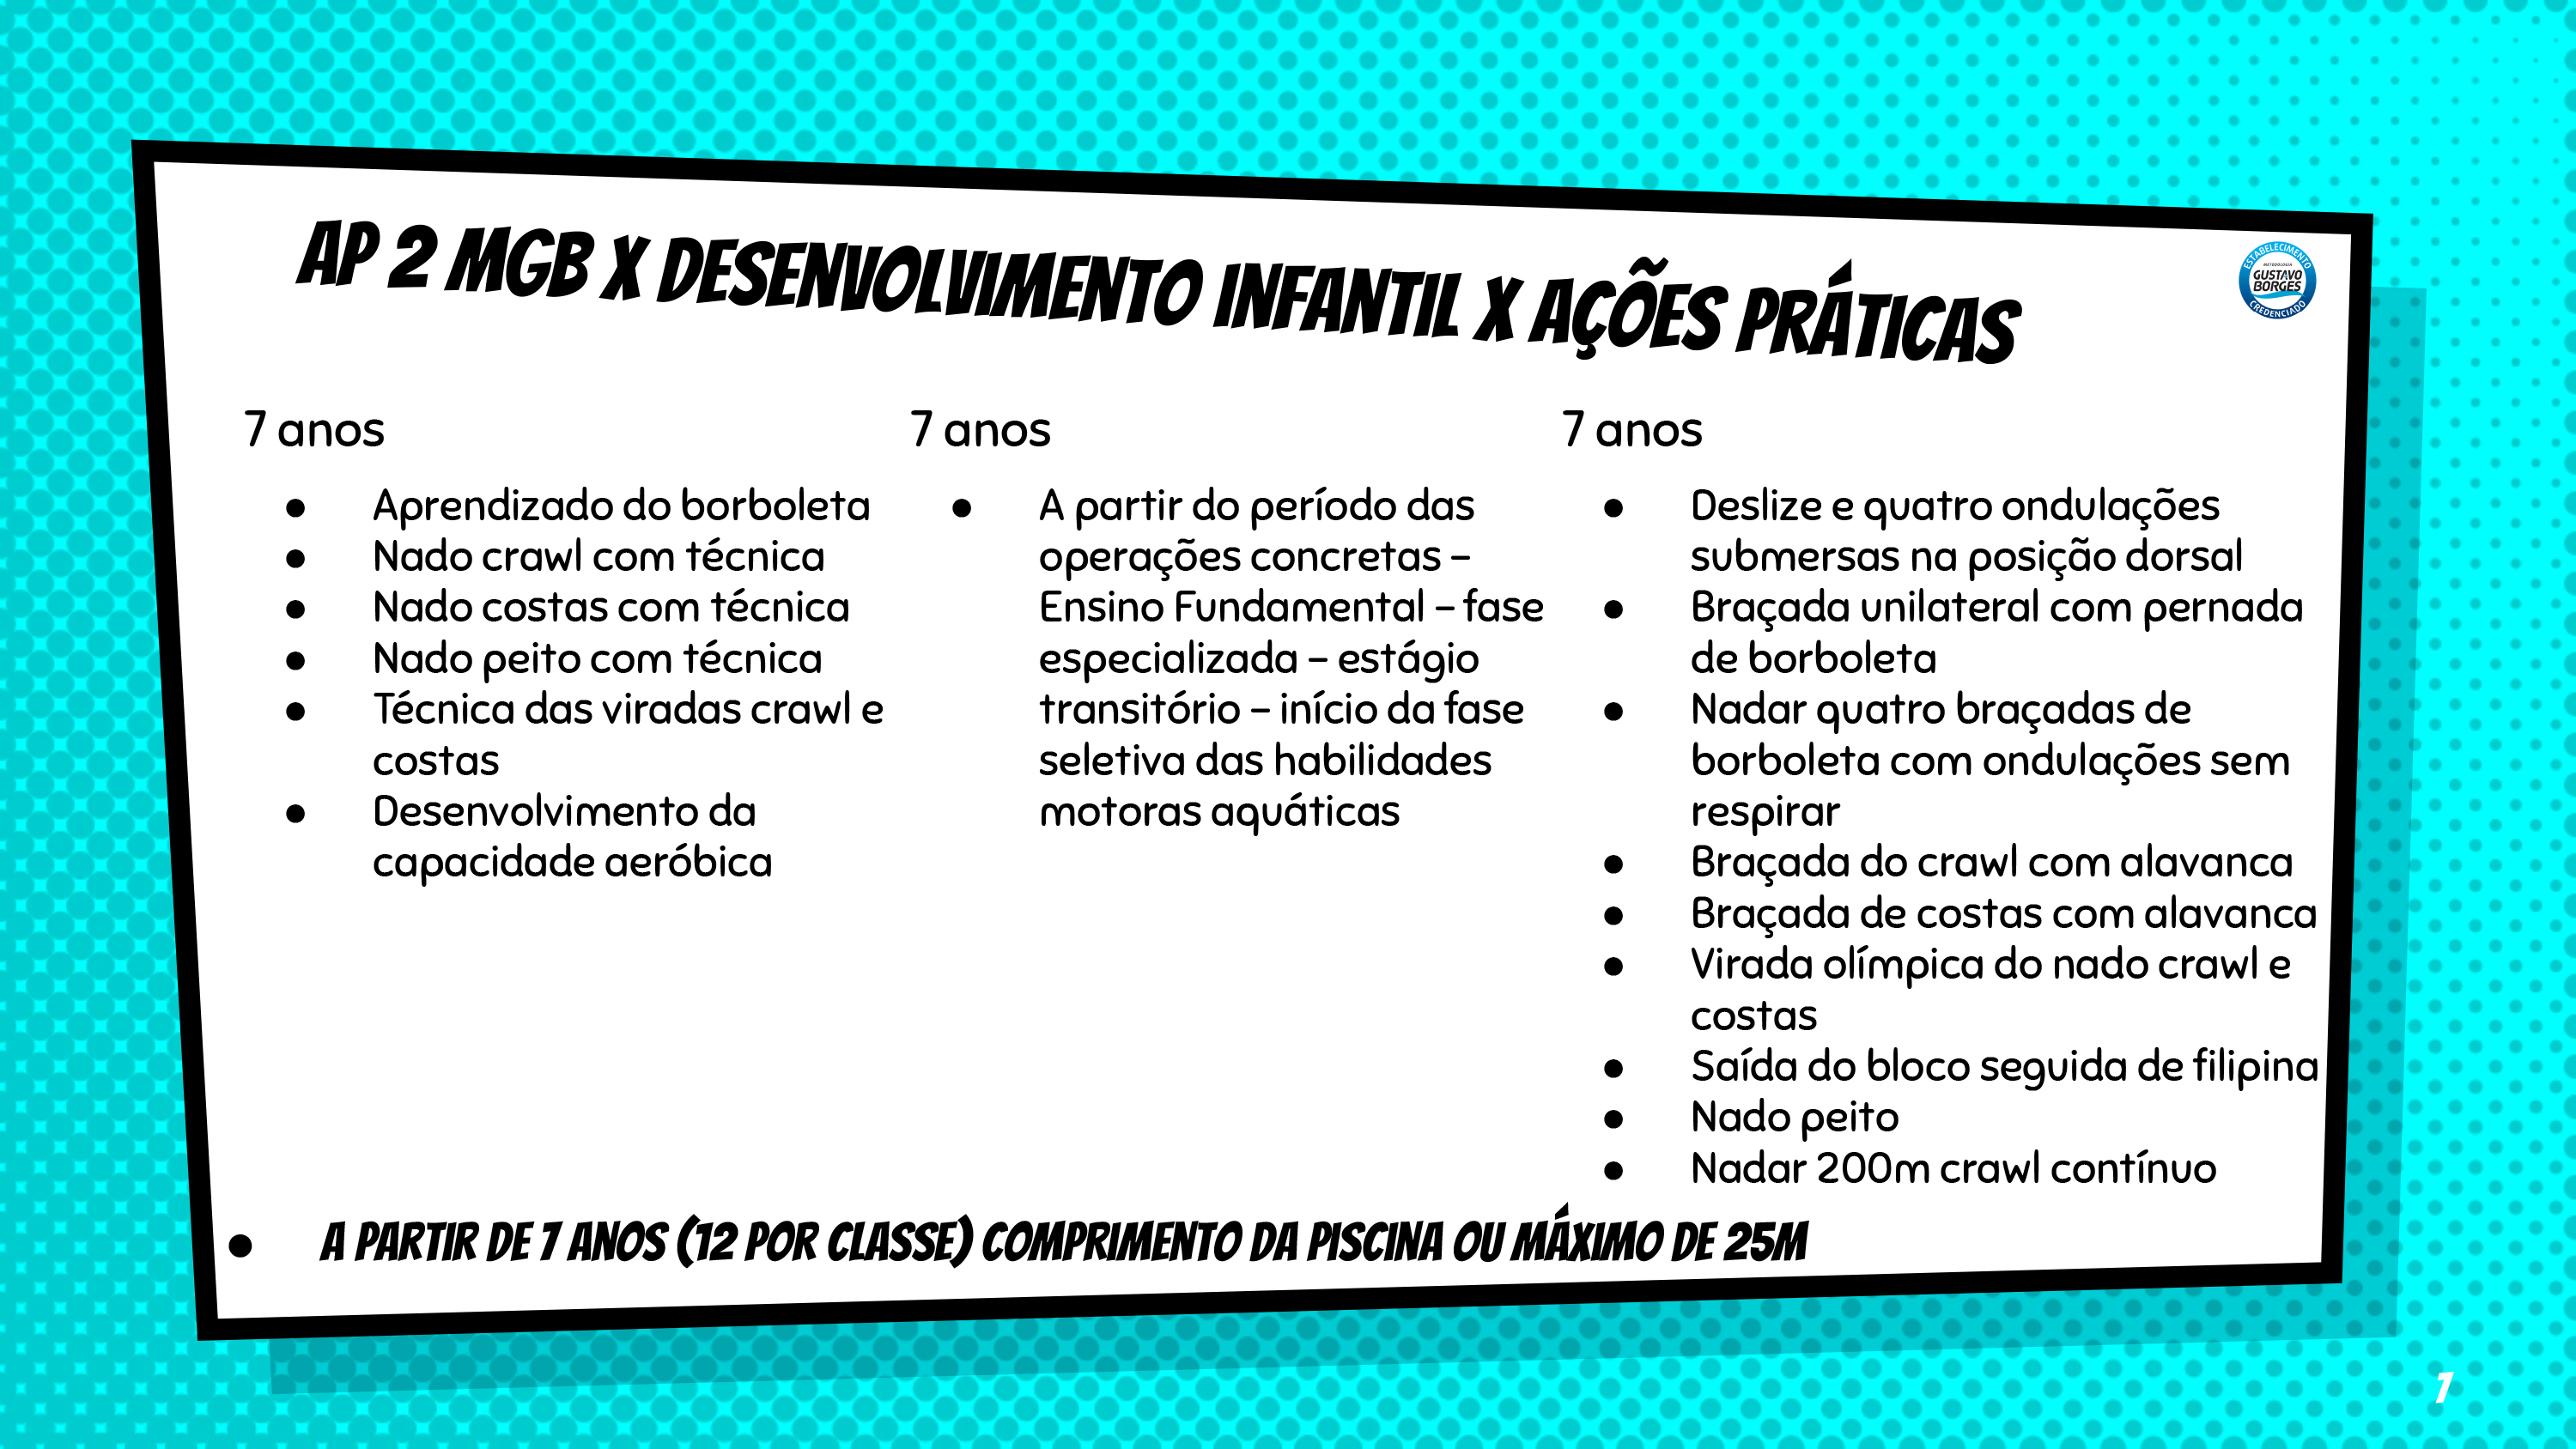 AP 2 MGB X DESENVOLVIMENTO INFANTIL X AÇÕES PRÁTICAS
ESTABELECIMENTO
METODOLOGIA
GUSTAVO
BORGES
CREDENCIADO
7 anos
● Aprendizado do borboleta
● Nado crawl com técnica
● Nado costas com técnica
● Nado peito com técnica
● Técnica das viradas crawl e
costas
● Desenvolvimento da
capacidade aeróbica
7 anos
● A partir do período das
operações concretas –
Ensino Fundamental – fase
especializada – estágio
transitório – início da fase
seletiva das habilidades
motoras aquáticas
7 anos
● Deslize e quatro ondulações
submersas na posição dorsal
● Braçada unilateral com pernada
de borboleta
● Nadar quatro braçadas de
borboleta com ondulações sem
respirar
● Braçada do crawl com alavanca
● Braçada de costas com alavanca
● Virada olímpica do nado crawl e
costas
● Saída do bloco seguida de filipina
● Nado peito
● Nadar 200m crawl contínuo
● A PARTIR DE 7 ANOS (12 POR CLASSE) COMPRIMENTO DA PISCINA OU MÁXIMO DE 25M
7